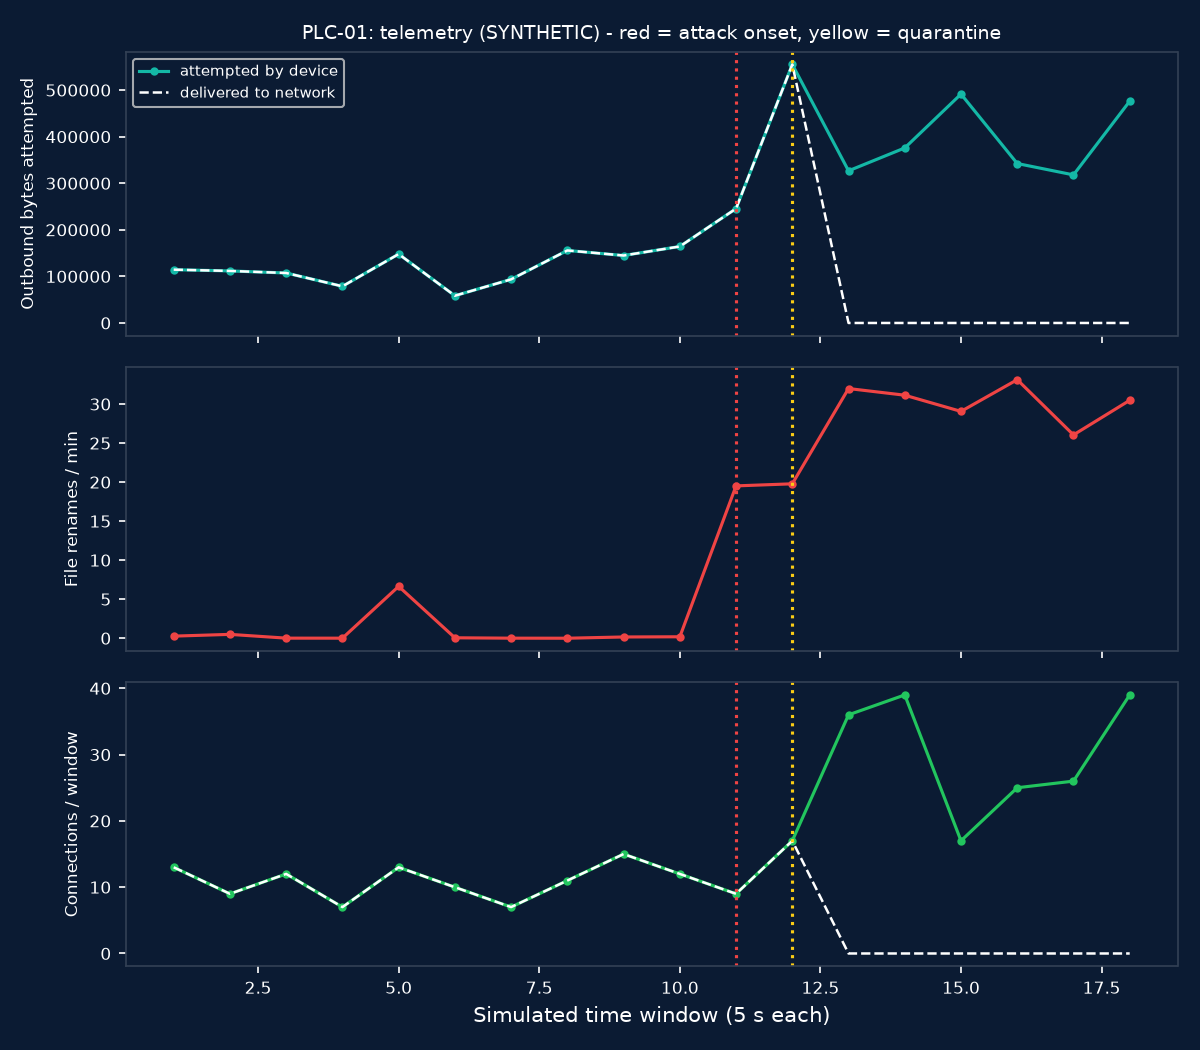 PLC-01: telemetry (SYNTHETIC) - red = attack onset, yellow = quarantine
attempted by device
delivered to network
Outbound bytes attempted
500000
400000
300000
200000
100000
0
File renames / min
30
25
20
15
10
5
0
Connections / window
40
30
20
10
0
2.5 5.0 7.5 10.0 12.5 15.0 17.5
Simulated time window (5 s each)